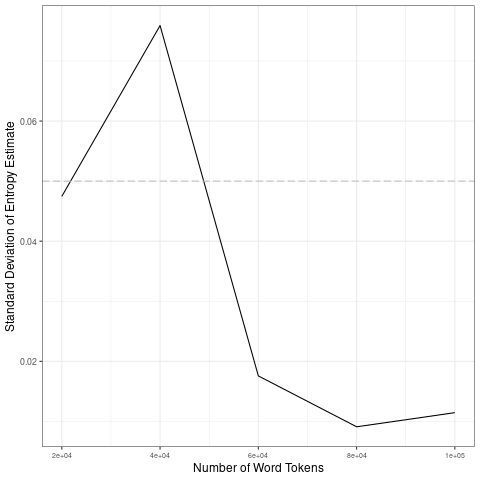 Standard Deviation of Entropy Estimate
0.06
0.04
0.02
2e+04 4e+04 6e+04 8e+04 1e+05
Number of Word Tokens